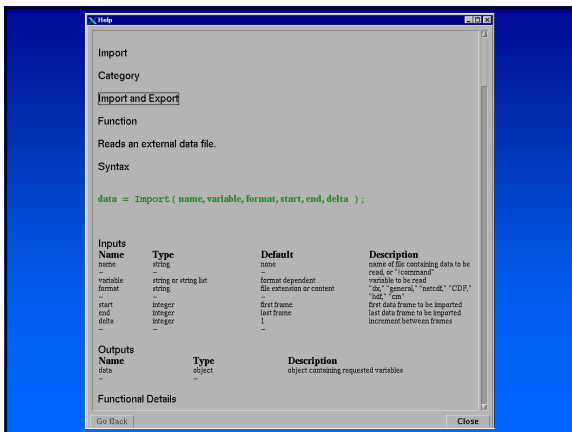 Help
Import
Category
Import and Export
Function
Reads an external data file.
Syntax
data = Import( name, variable, format, start, end, delta );
Inputs
Name Type Default Description
name string none name of file containing data to be
– – read, or "!command"
variable string or string list format dependent variable to be read
format string file extension or content "dx," "general," "netcdf," "CDF,"
– – "hdf," "cm"
start integer first frame first data frame to be imported
end integer last frame last data frame to be imported
delta integer 1 increment between frames
– –
Outputs
Name Type Description
data object object containing requested variables
– –
Functional Details
Go Back Close